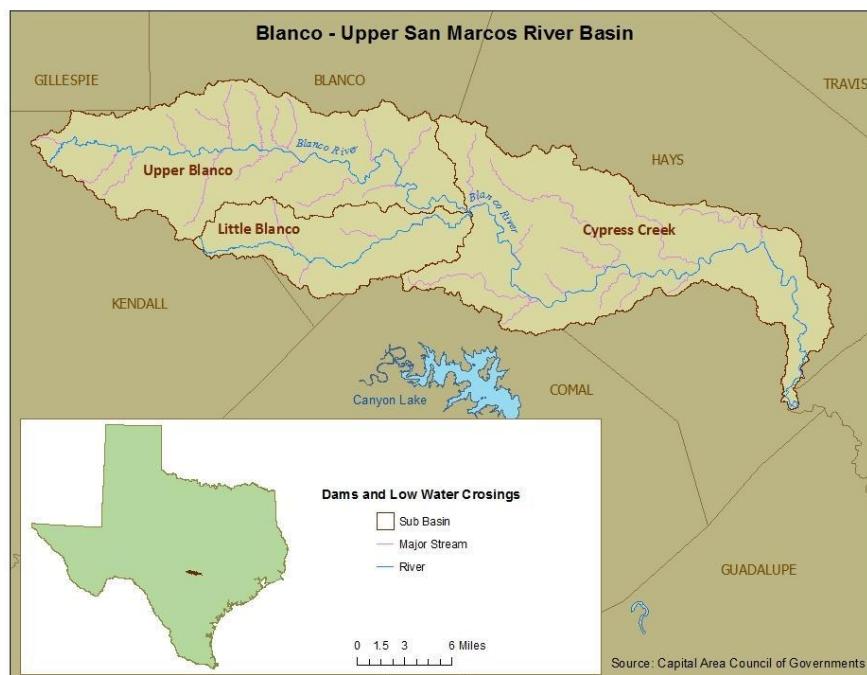 Blanco - Upper San Marcos River Basin
GILLESPIE
BLANCO
TRAVIS
HAYS
Blanco River
Upper Blanco
Blanco River
Little Blanco
Cypress Creek
KENDALL
Canyon Lake
COMAL
GUADALUPE
Dams and Low Water Crosings
Sub Basin
Major Stream
River
0 1.5 3 6 Miles
Source: Capital Area Council of Governments